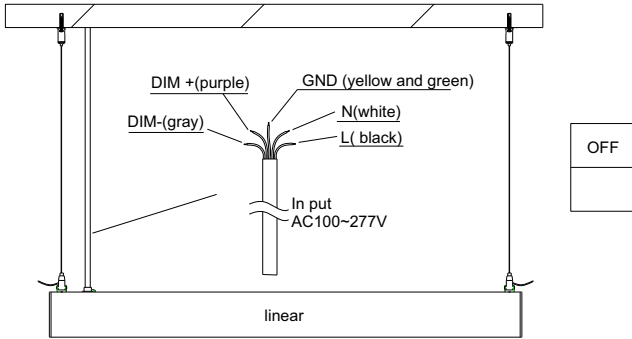 DIM +(purple)
GND (yellow and green)
DIM-(gray)
N(white)
L( black)
OFF
In put
AC100~277V
linear